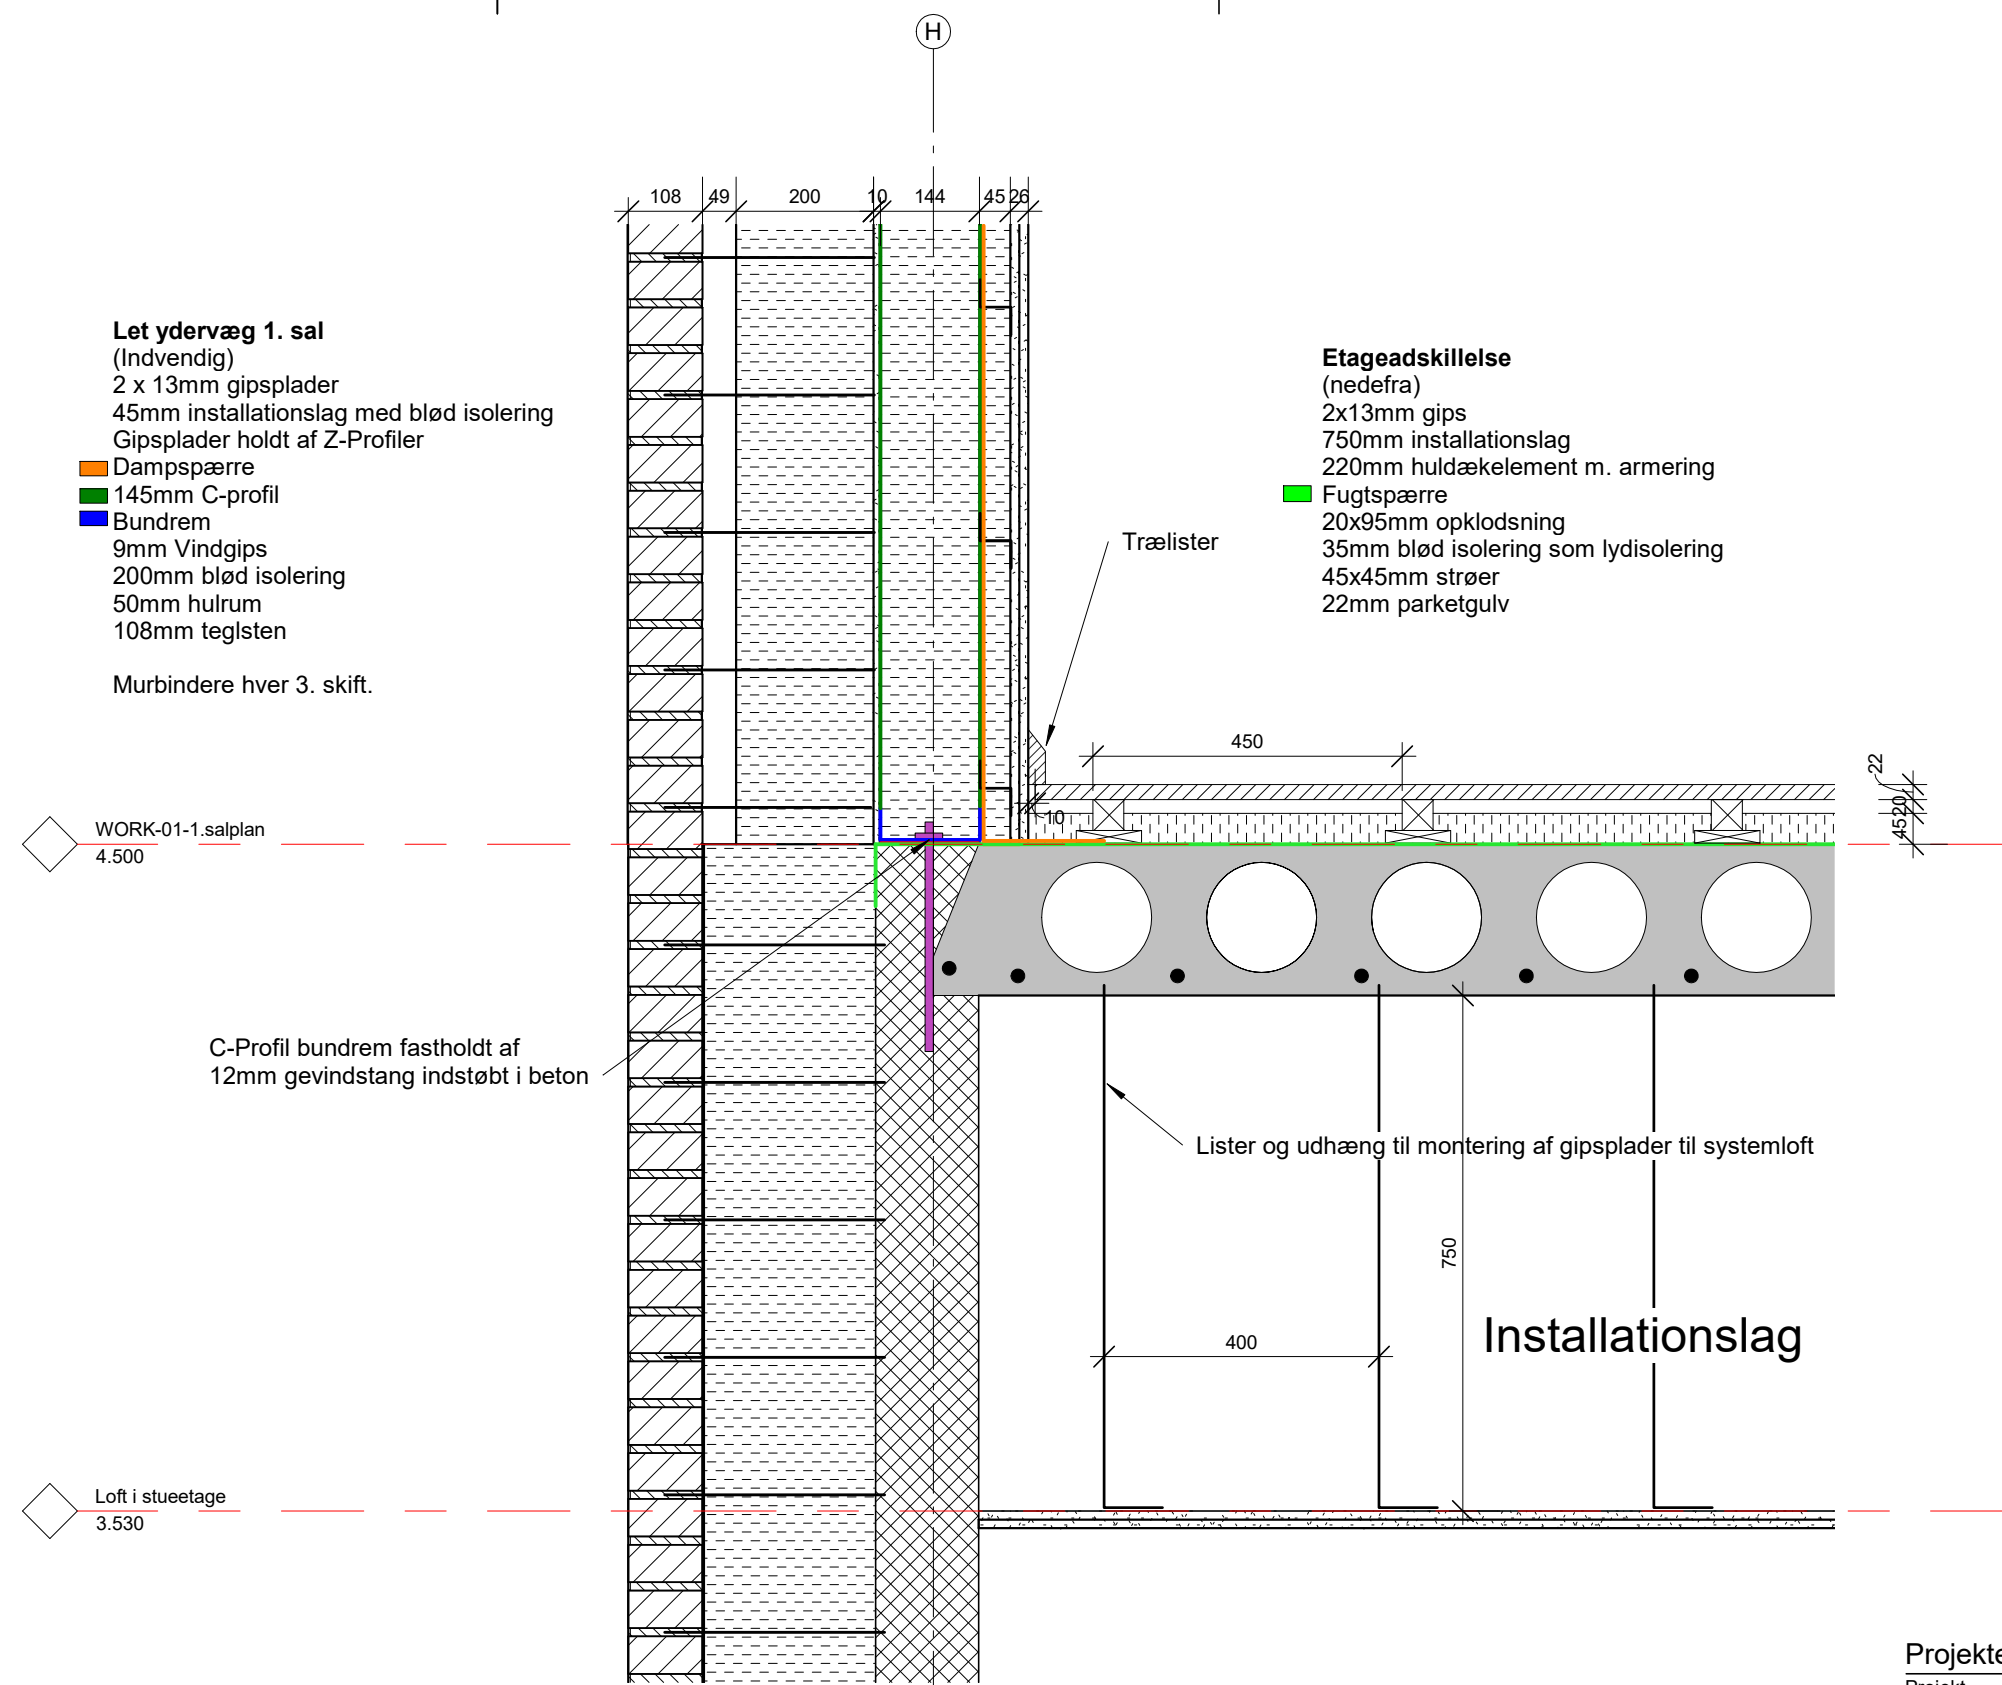 H
108 49 200 10 144 45 26
Let ydervæg 1. sal
(Indvendig)
2 x 13mm gipsplader
45mm installationslag med blød isolering
Gipsplader holdt af Z-Profiler
Dampspærre
145mm C-profil
Bundrem
9mm Vindgips
200mm blød isolering
50mm hulrum
108mm teglsten
Murbindere hver 3. skift.
Etageadskillelse
(nedefra)
2x13mm gips
750mm installationslag
220mm huldækelement m. armering
Fugtspærre
20x95mm opklodsning
35mm blød isolering som lydisolering
45x45mm strøer
22mm parketgulv
Trælister
450
22
20
45
10
WORK-01-1.salplan
4.500
C-Profil bundrem fastholdt af
12mm gevindstang indstøbt i beton
Lister og udhæng til montering af gipsplader til systemloft
750
Installationslag
400
Loft i stueetage
3.530
Projekte